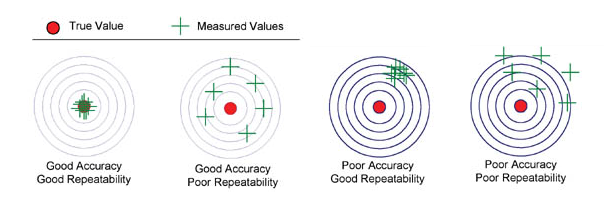 True Value
Measured Values
Good Accuracy
Good Repeatability
Good Accuracy
Poor Repeatability
Poor Accuracy
Good Repeatability
Poor Accuracy
Poor Repeatability